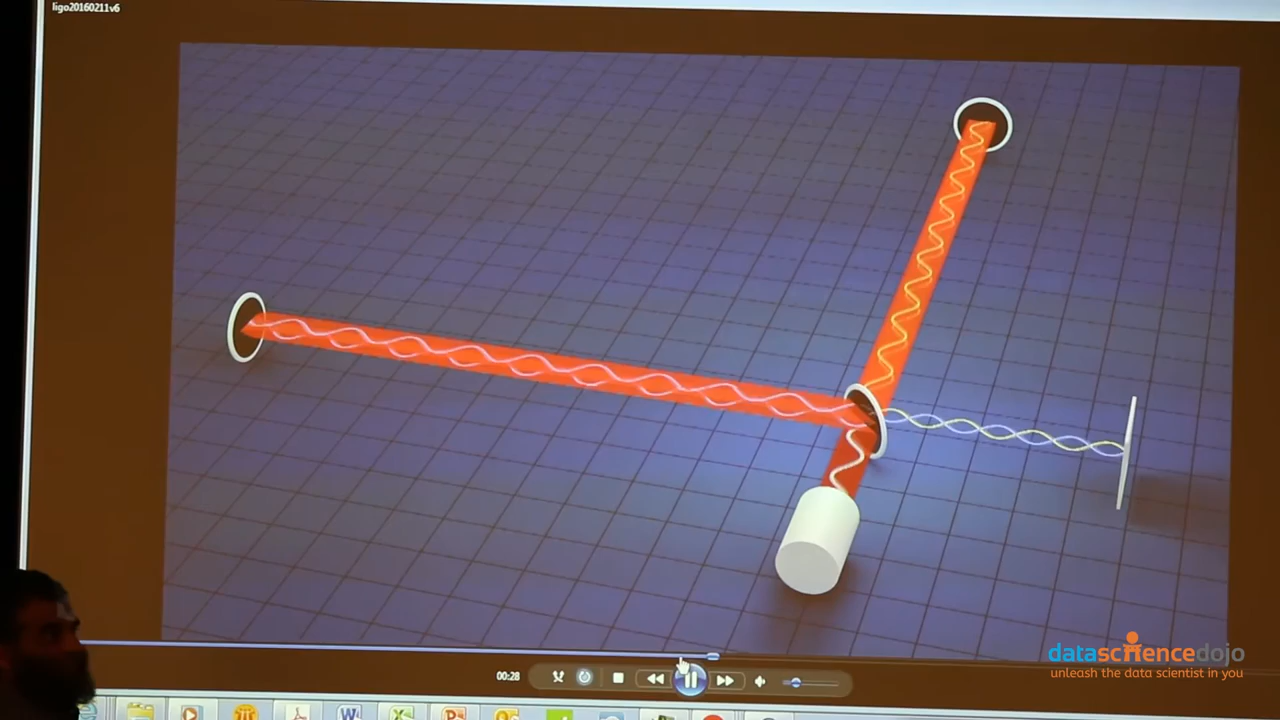 ligo20160211v6
00:28
datasciencedojo
unleash the data scientist in you